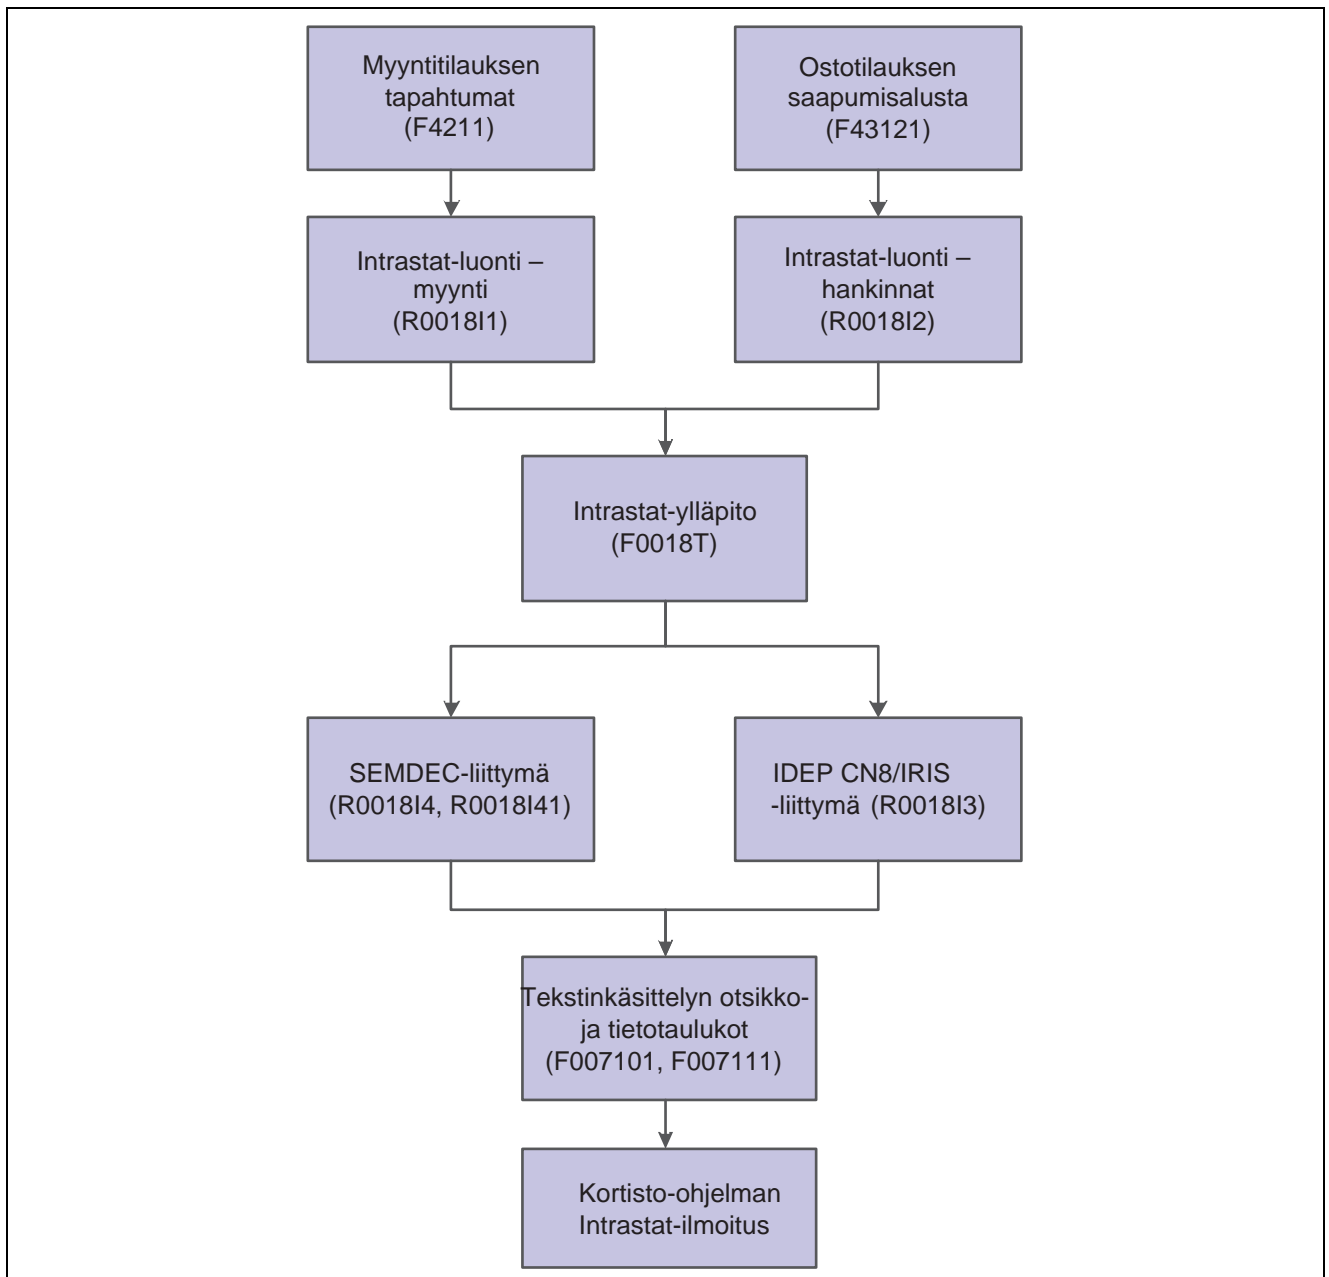 Myyntitilauksen
tapahtumat
(F4211)
Ostotilauksen
saapumisalusta
(F43121)
Intrastat-luonti –
myynti
(R0018I1)
Intrastat-luonti –
hankinnat
(R0018I2)
Intrastat-ylläpito
(F0018T)
SEMDEC-liittymä
(R0018I4, R0018I41)
IDEP CN8/IRIS
-liittymä (R0018I3)
Tekstinkäsittelyn otsikko-
ja tietotaulukot
(F007101, F007111)
Kortisto-ohjelman
Intrastat-ilmoitus